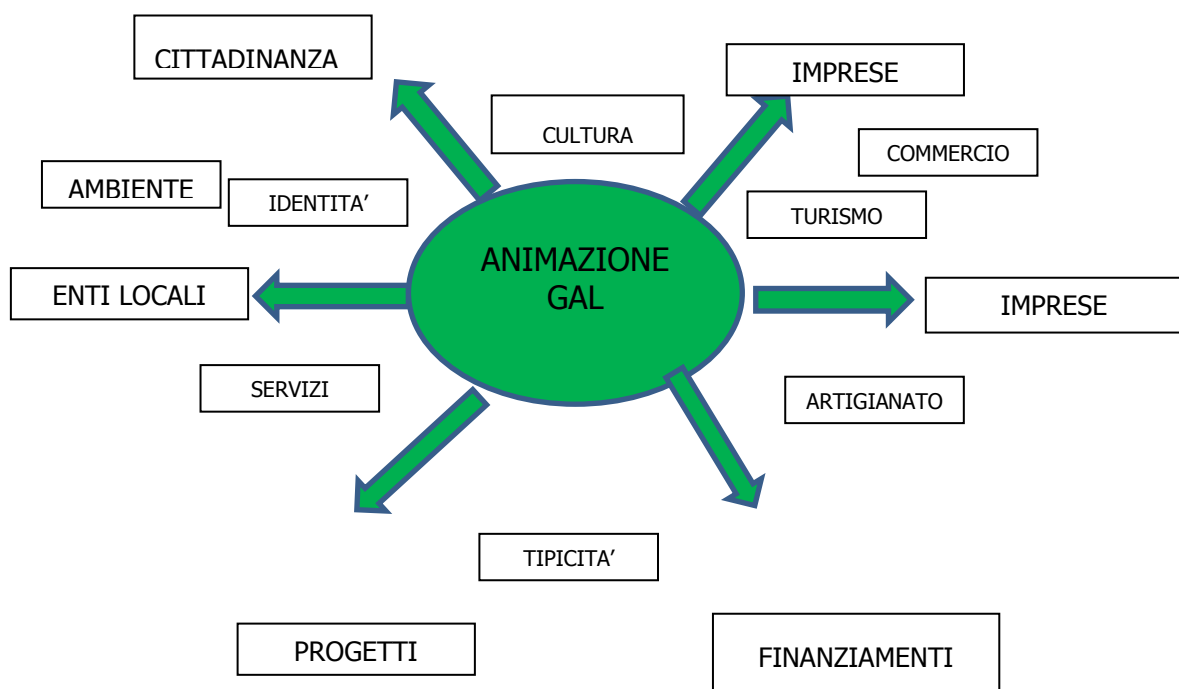 CITTADINANZA
IMPRESE
CULTURA
COMMERCIO
AMBIENTE
IDENTITA’
TURISMO
ANIMAZIONE
GAL
ENTI LOCALI
IMPRESE
SERVIZI
ARTIGIANATO
TIPICITA’
PROGETTI
FINANZIAMENTI